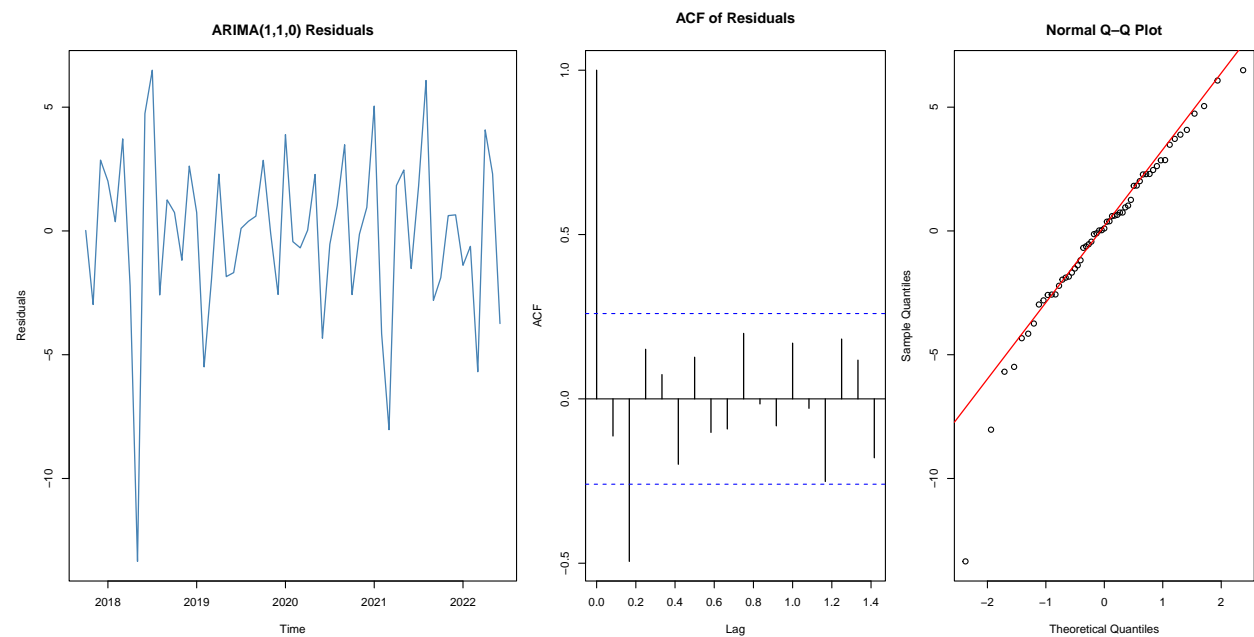 ARIMA(1,1,0) Residuals
Residuals
5
0
−5
−10
2018 2019 2020 2021 2022
Time
ACF of Residuals
ACF
1.0
0.5
0.0
−0.5
0.0 0.2 0.4 0.6 0.8 1.0 1.2 1.4
Lag
Normal Q−Q Plot
Sample Quantiles
5
0
−5
−10
−2 −1 0 1 2
Theoretical Quantiles